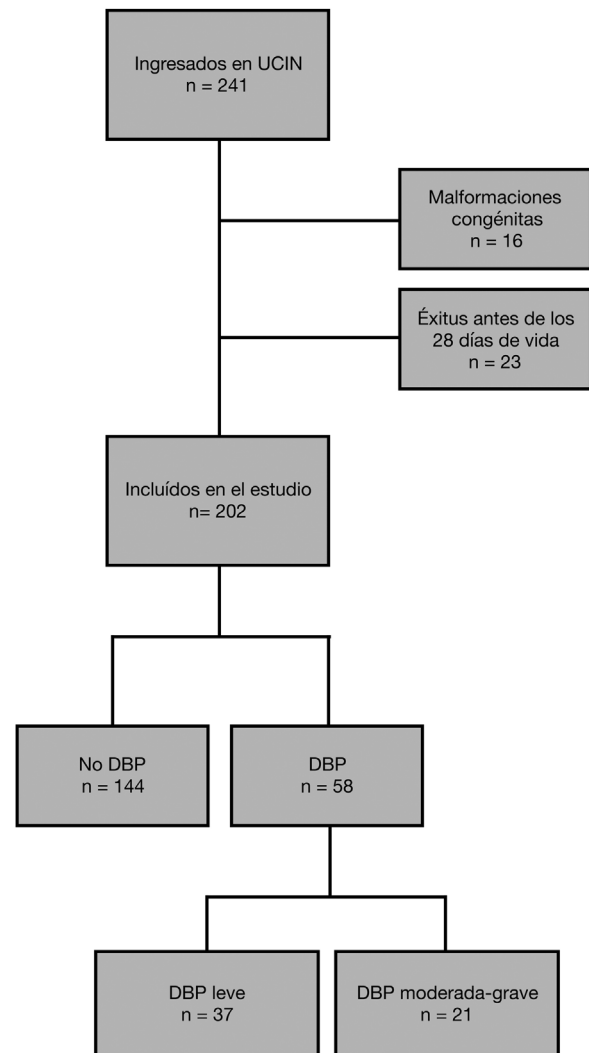 Ingresados en UCIN
n = 241
Malformaciones
congénitas
n = 16
Éxitus antes de los
28 días de vida
n = 23
Incluídos en el estudio
n= 202
No DBP
n = 144
DBP
n = 58
DBP leve
n = 37
DBP moderada-grave
n = 21